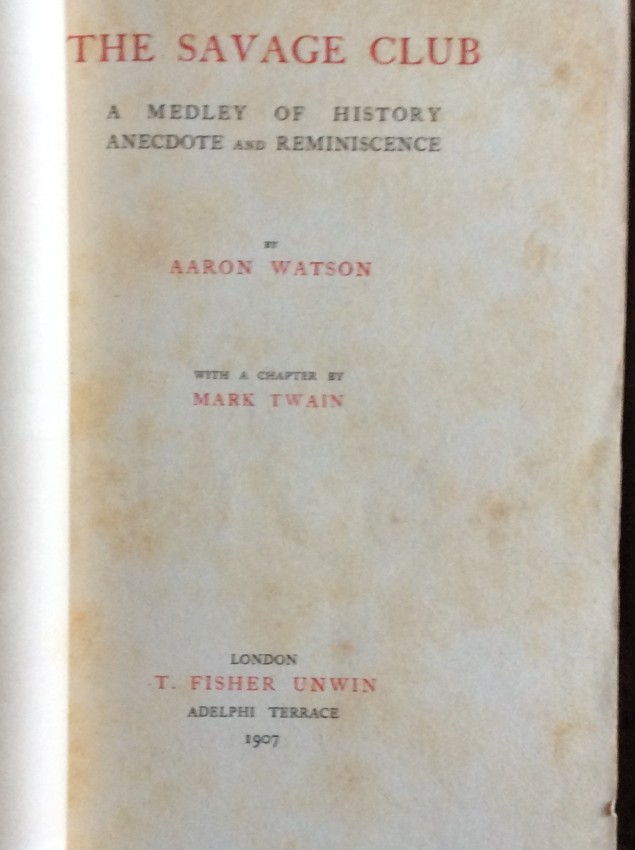 THE SAVAGE CLUB
A MEDLEY OF HISTORY
ANECDOTE AND REMINISCENCE
BY
AARON WATSON
WITH A CHAPTER BY
MARK TWAIN
LONDON
T. FISHER UNWIN
ADELPHI TERRACE
1907